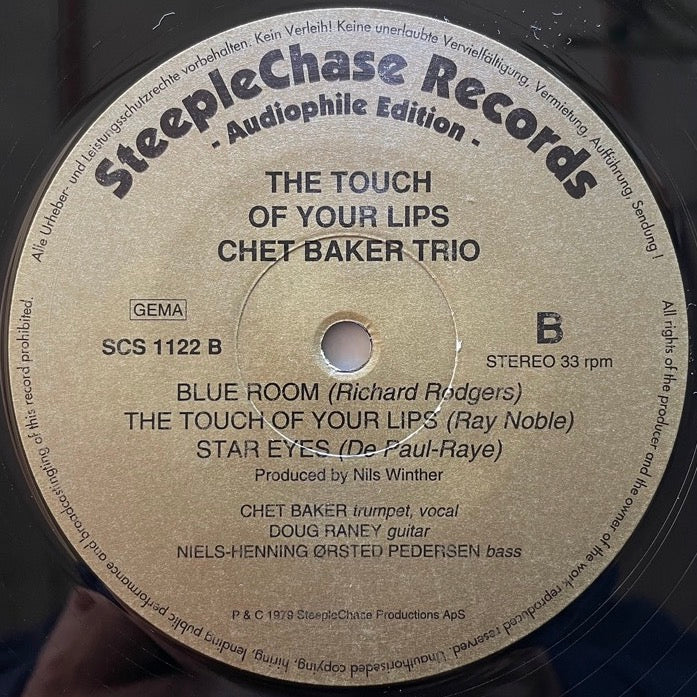 Alle Urheber- und Leistungsschutzrechte vorbehalten. Kein Verleih! Keine unerlaubte Vervielfältigung, Vermietung, Aufführung, Sendung!
SteepleChase Records
- Audiophile Edition -
THE TOUCH
OF YOUR LIPS
CHET BAKER TRIO
GEMA
SCS 1122 B
B
STEREO 33 rpm
BLUE ROOM (Richard Rodgers)
THE TOUCH OF YOUR LIPS (Ray Noble)
STAR EYES (De Paul-Raye)
Produced by Nils Winther
CHET BAKER trumpet, vocal
DOUG RANEY guitar
NIELS-HENNING ØRSTED PEDERSEN bass
P & C 1979 SteepleChase Productions ApS
All rights of the producer and the owner of the work reproduced reserved. Unauthoriseded copying, hiring, lending public performance and broadcastinging of this record prohibited.